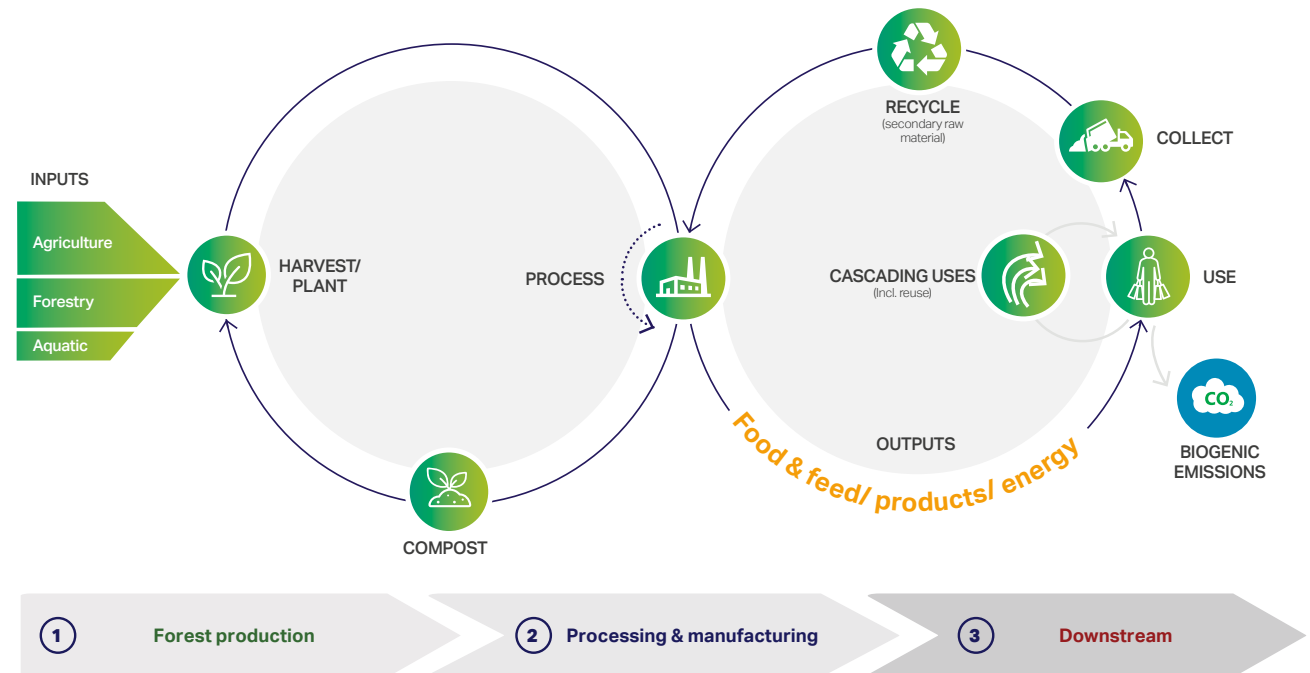 INPUTS
Agriculture
Forestry
Aquatic
HARVEST/
PLANT
COMPOST
PROCESS
RECYCLE
(secondary raw
material)
COLLECT
CASCADING USES
(Incl. reuse)
USE
CO₂
BIOGENIC
EMISSIONS
OUTPUTS
Food & feed/ products/ energy
1 Forest production
2 Processing & manufacturing
3 Downstream